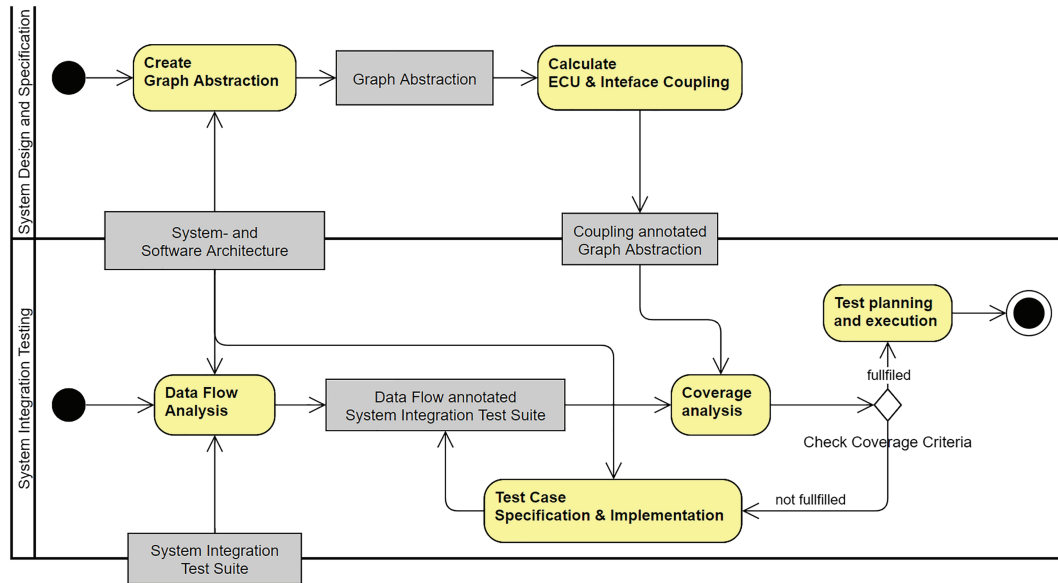 System Design and Specification
Create
Graph Abstraction
Graph Abstraction
Calculate
ECU & Inteface Coupling
System- and
Software Architecture
Coupling annotated
Graph Abstraction
System Integration Testing
Test planning
and execution
fullfiled
Data Flow
Analysis
Data Flow annotated
System Integration Test Suite
Coverage
analysis
Check Coverage Criteria
Test Case
Specification & Implementation
not fullfilled
System Integration
Test Suite